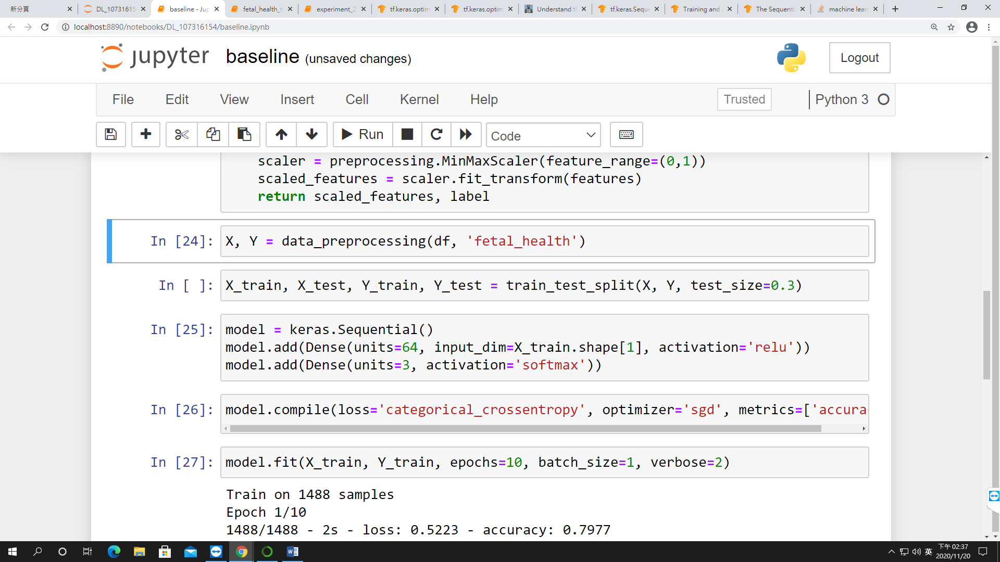 新分頁
DL_10731615
baseline - Jup
fetal_health_t
experiment_2
tf.keras.optim
tf.keras.optim
Understand t
tf.keras.Sequ
Training and
The Sequenti
machine lear
localhost:8890/notebooks/DL_107316154/baseline.ipynb
jupyter baseline (unsaved changes)
Logout
File Edit View Insert Cell Kernel Help
Trusted
Python 3
Run
Code
scaler = preprocessing.MinMaxScaler(feature_range=(0,1))
scaled_features = scaler.fit_transform(features)
return scaled_features, label
In [24]: X, Y = data_preprocessing(df, 'fetal_health')
In [ ]: X_train, X_test, Y_train, Y_test = train_test_split(X, Y, test_size=0.3)
In [25]: model = keras.Sequential()
model.add(Dense(units=64, input_dim=X_train.shape[1], activation='relu'))
model.add(Dense(units=3, activation='softmax'))
In [26]: model.compile(loss='categorical_crossentropy', optimizer='sgd', metrics=['accura
In [27]: model.fit(X_train, Y_train, epochs=10, batch_size=1, verbose=2)
Train on 1488 samples
Epoch 1/10
1488/1488 - 2s - loss: 0.5223 - accuracy: 0.7977
英
下午 02:37
2020/11/20